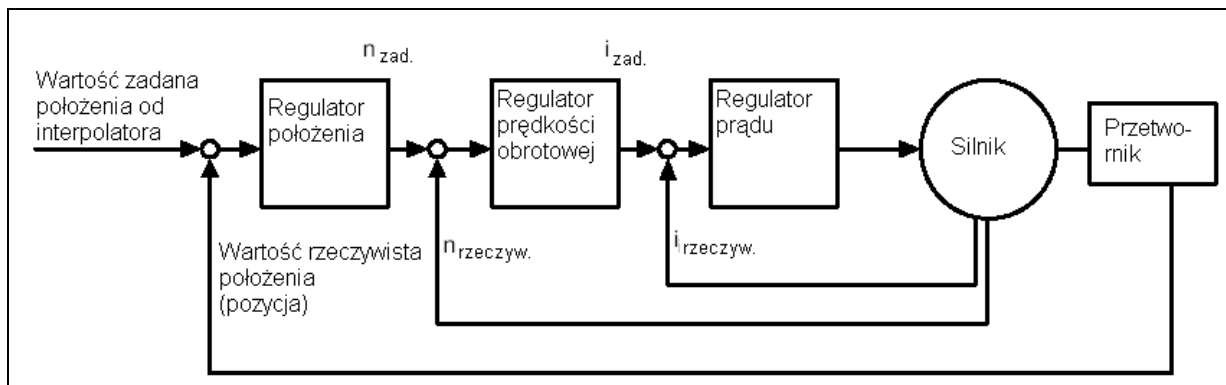 n zad.
i zad.
Wartość zadana
położenia od
interpolatora
Regulator
położenia
Regulator
prędkości
obrotowej
Regulator
prądu
Silnik
Przetwo-
rnik
Wartość rzeczywista
położenia
(pozycja)
n rzeczyw.
i rzeczyw.